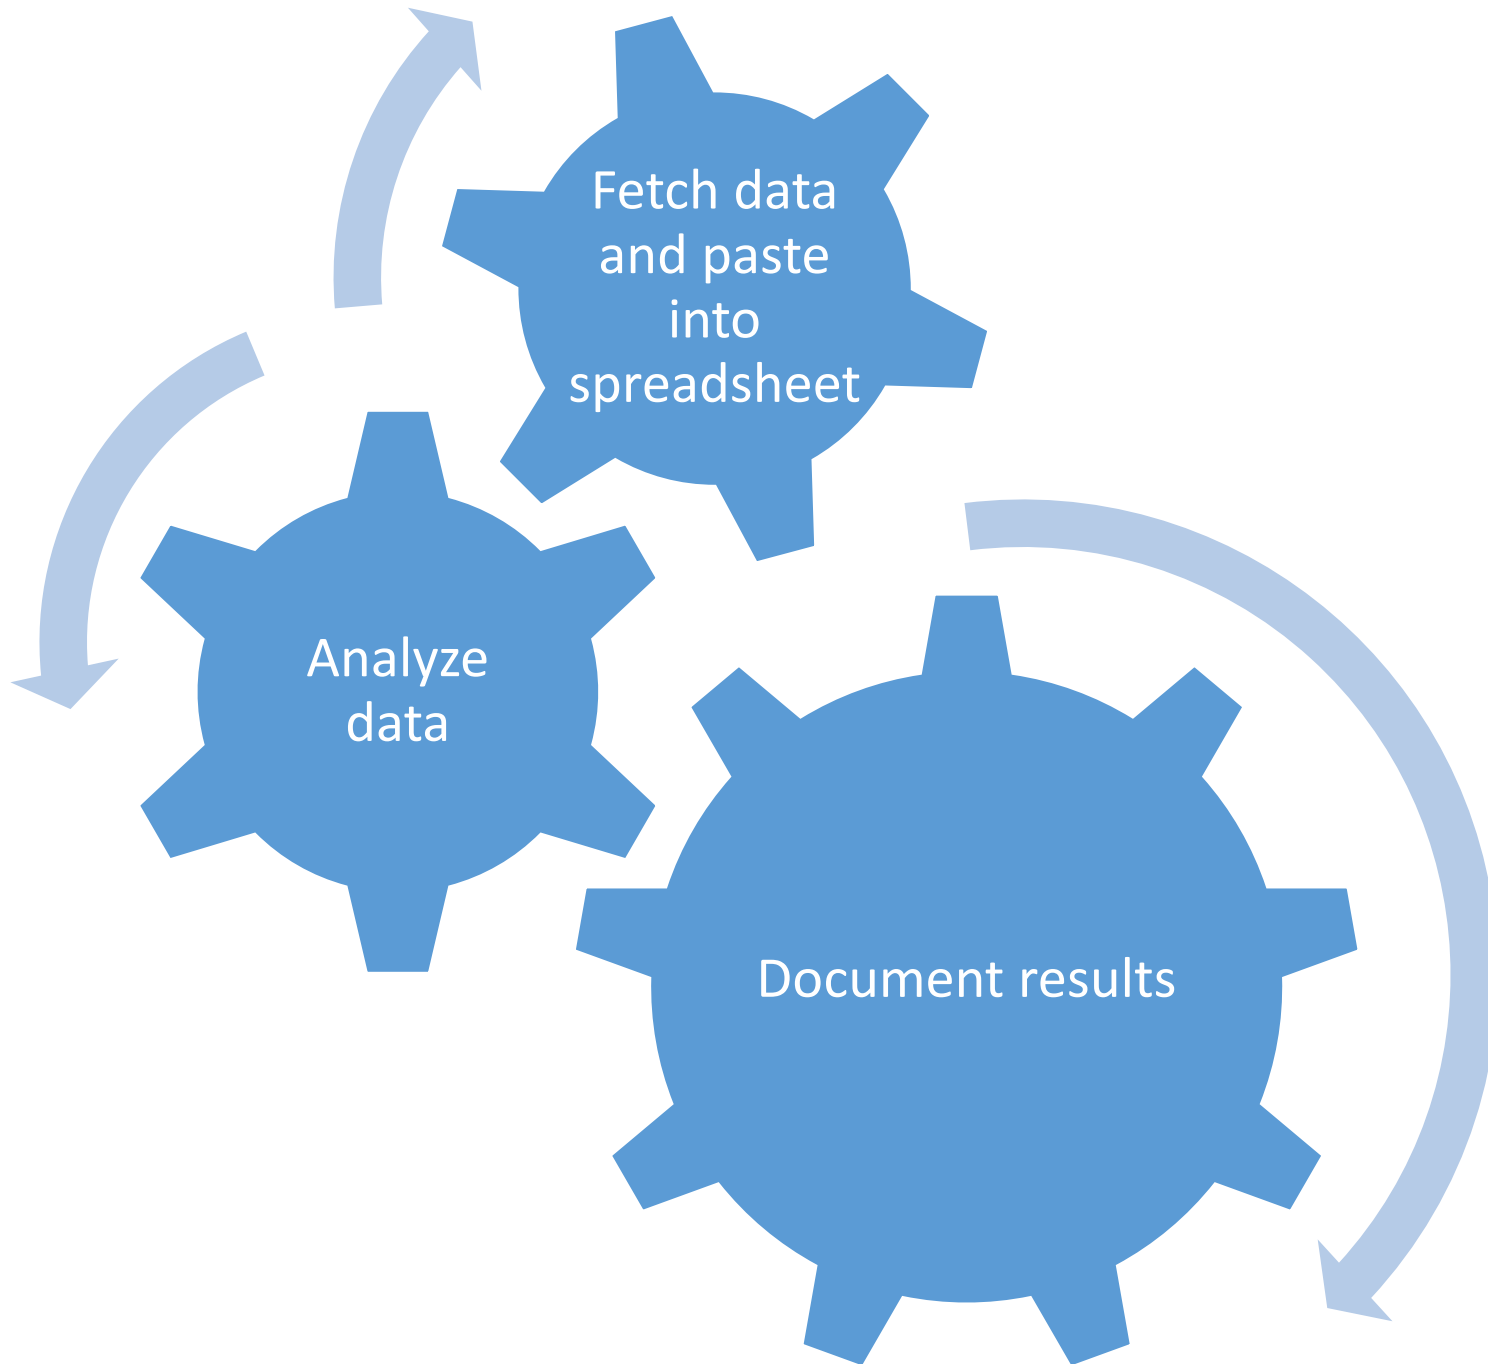 Fetch data
and paste
into
spreadsheet
Analyze
data
Document results